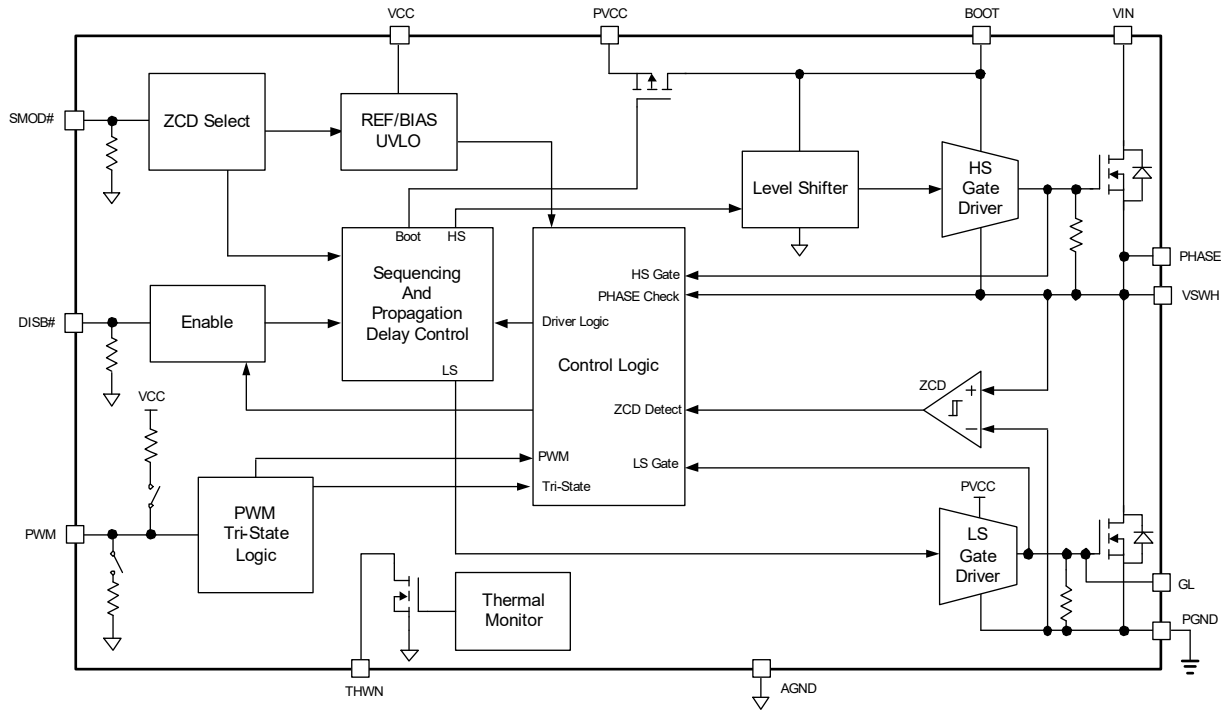 VCC
PVCC
BOOT
VIN
SMOD#
ZCD Select
REF/BIAS
UVLO
Level Shifter
HS
Gate
Driver
Boot
HS
Sequencing
And
Propagation
Delay Control
LS
HS Gate
PHASE Check
Driver Logic
Control Logic
ZCD Detect
PWM
LS Gate
Tri-State
PHASE
VSWH
DISB#
Enable
VCC
ZCD
+
−
PWM
PWM
Tri-State
Logic
PVCC
LS
Gate
Driver
Thermal
Monitor
GL
PGND
THWN
AGND